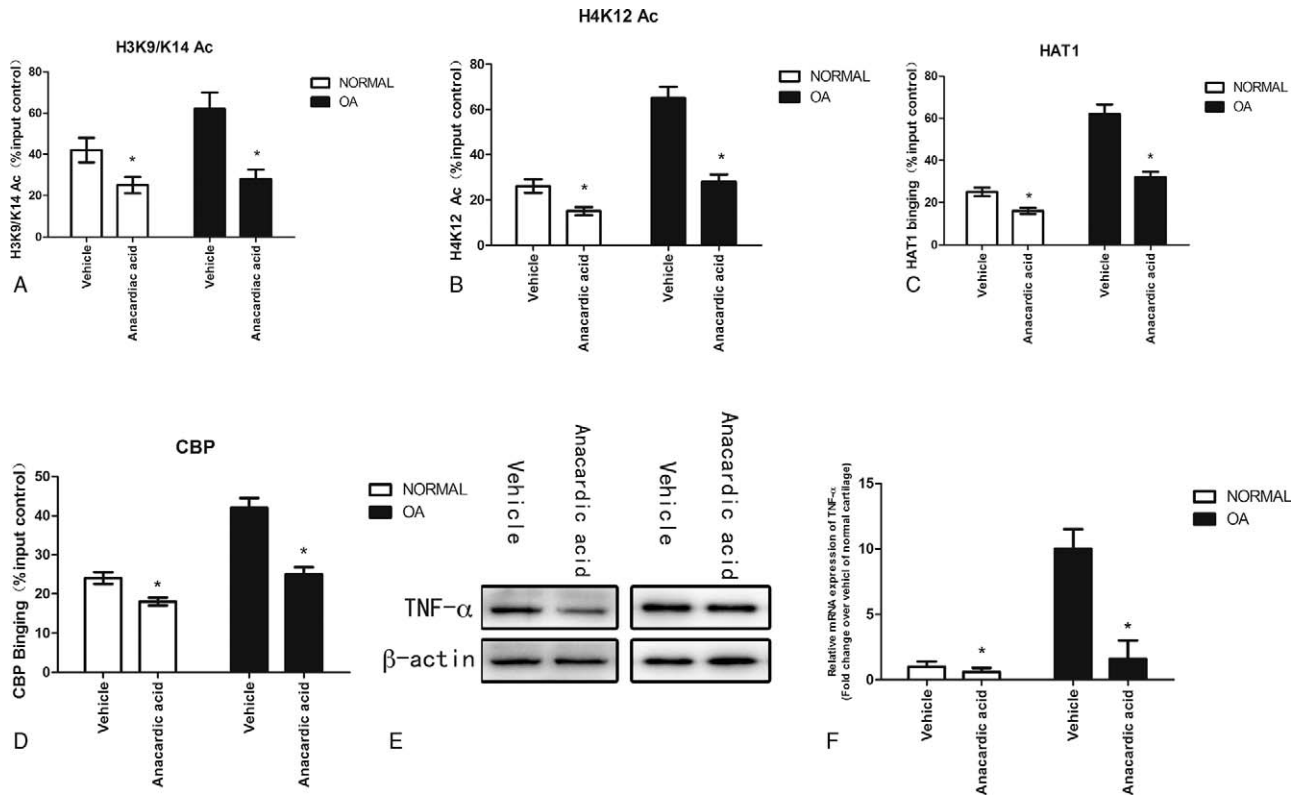 H3K9/K14 Ac
H3K9/K14 Ac (%input control)
80
60
40
20
0
Vehicle
Anacardiac acid
Vehicle
Anacardiac acid
NORMAL
OA
A
H4K12 Ac
H4K12 Ac (%input control)
80
60
40
20
0
*
*
Vehicle
Anacardic acid
Vehicle
Anacardic acid
NORMAL
OA
B
HAT1
HAT1 binging (%input control)
80
60
40
20
0
*
*
Vehicle
Anacardic acid
Vehicle
Anacardic acid
NORMAL
OA
C
CBP
CBP Binging (%input control)
50
40
30
20
10
0
*
*
Vehicle
Anacardic acid
Vehicle
Anacardic acid
NORMAL
OA
D
Vehicle
Anacardic acid
Vehicle
Anacardic acid
TNF-α
β-actin
E
Relative mRNA expression of TNF-α
(Fold change over vehicl of normal cartilage)
15
10
5
0
*
*
Vehicle
Anacardic acid
Vehicle
Anacardic acid
NORMAL
OA
F